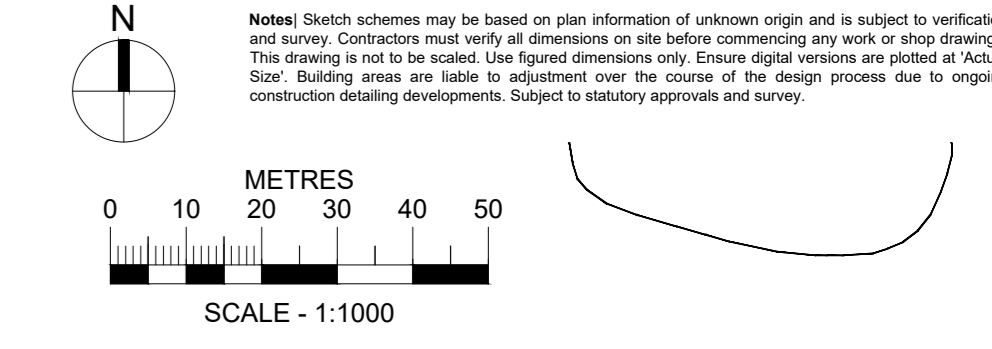 N
Notes| Sketch schemes may be based on plan information of unknown origin and is subject to verificati
and survey. Contractors must verify all dimensions on site before commencing any work or shop drawing
This drawing is not to be scaled. Use figured dimensions only. Ensure digital versions are plotted at 'Actu
Size'. Building areas are liable to adjustment over the course of the design process due to ongoi
construction detailing developments. Subject to statutory approvals and survey.
METRES
0 10 20 30 40 50
SCALE - 1:1000